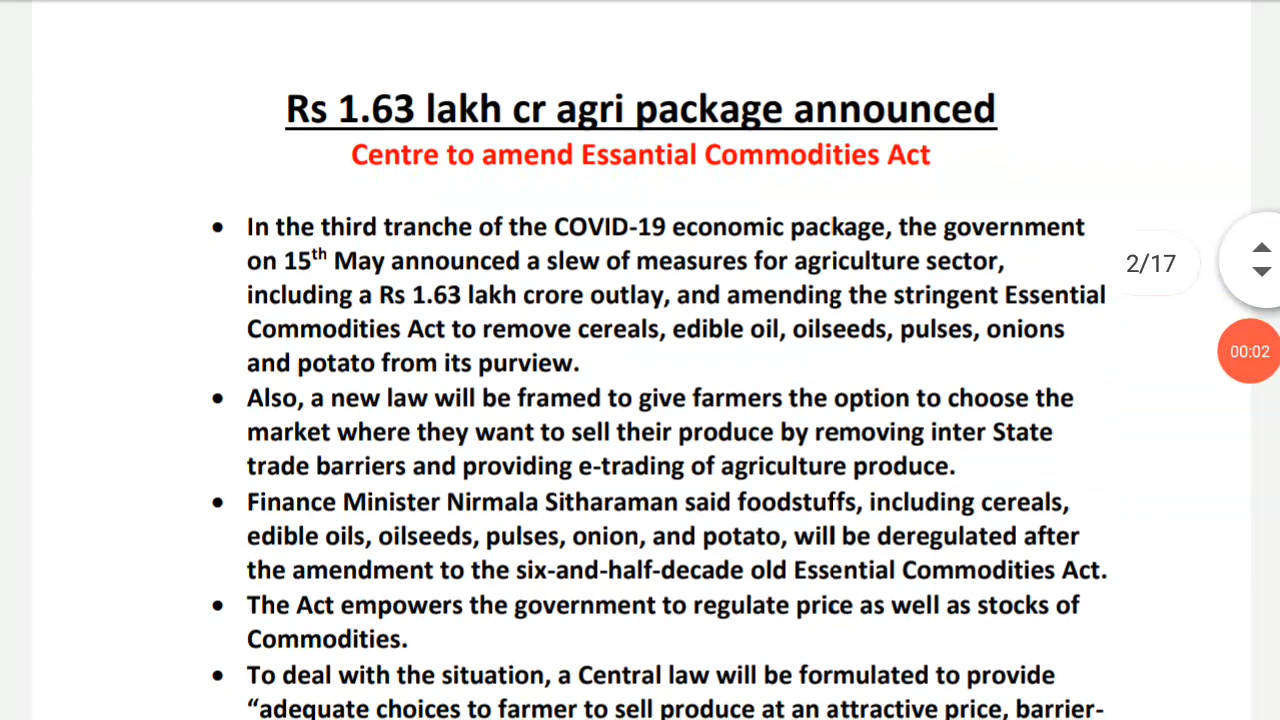 Rs 1.63 lakh cr agri package announced
Centre to amend Essantial Commodities Act
• In the third tranche of the COVID-19 economic package, the government
on 15th May announced a slew of measures for agriculture sector,
including a Rs 1.63 lakh crore outlay, and amending the stringent Essential
Commodities Act to remove cereals, edible oil, oilseeds, pulses, onions
and potato from its purview.
• Also, a new law will be framed to give farmers the option to choose the
market where they want to sell their produce by removing inter State
trade barriers and providing e-trading of agriculture produce.
• Finance Minister Nirmala Sitharaman said foodstuffs, including cereals,
edible oils, oilseeds, pulses, onion, and potato, will be deregulated after
the amendment to the six-and-half-decade old Essential Commodities Act.
• The Act empowers the government to regulate price as well as stocks of
Commodities.
• To deal with the situation, a Central law will be formulated to provide
“adequate choices to farmer to sell produce at an attractive price, barrier-
2/17
00:02